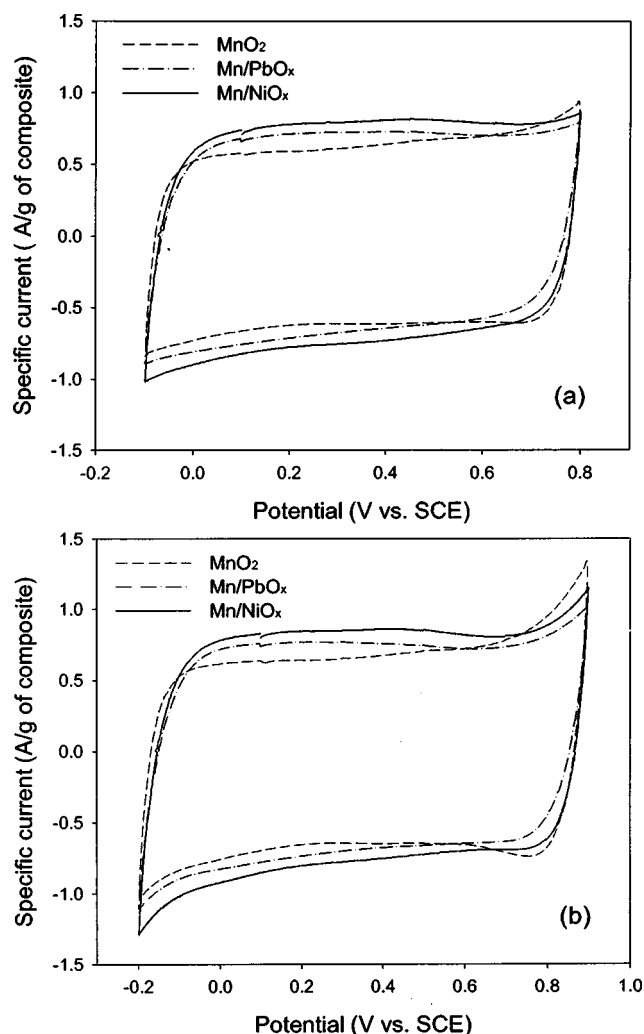 1.5
MnO₂
Mn/PbOₓ
Mn/NiOₓ
1.0
0.5
0.0
-0.5
-1.0
-1.5
Specific current ( A/g of composite)
(a)
-0.2 0.0 0.2 0.4 0.6 0.8
Potential (V vs. SCE)
1.5
MnO₂
Mn/PbOₓ
Mn/NiOₓ
1.0
0.5
0.0
-0.5
-1.0
-1.5
Specific current (A/g of composite)
(b)
-0.2 0.0 0.2 0.4 0.6 0.8 1.0
Potential (V vs. SCE)